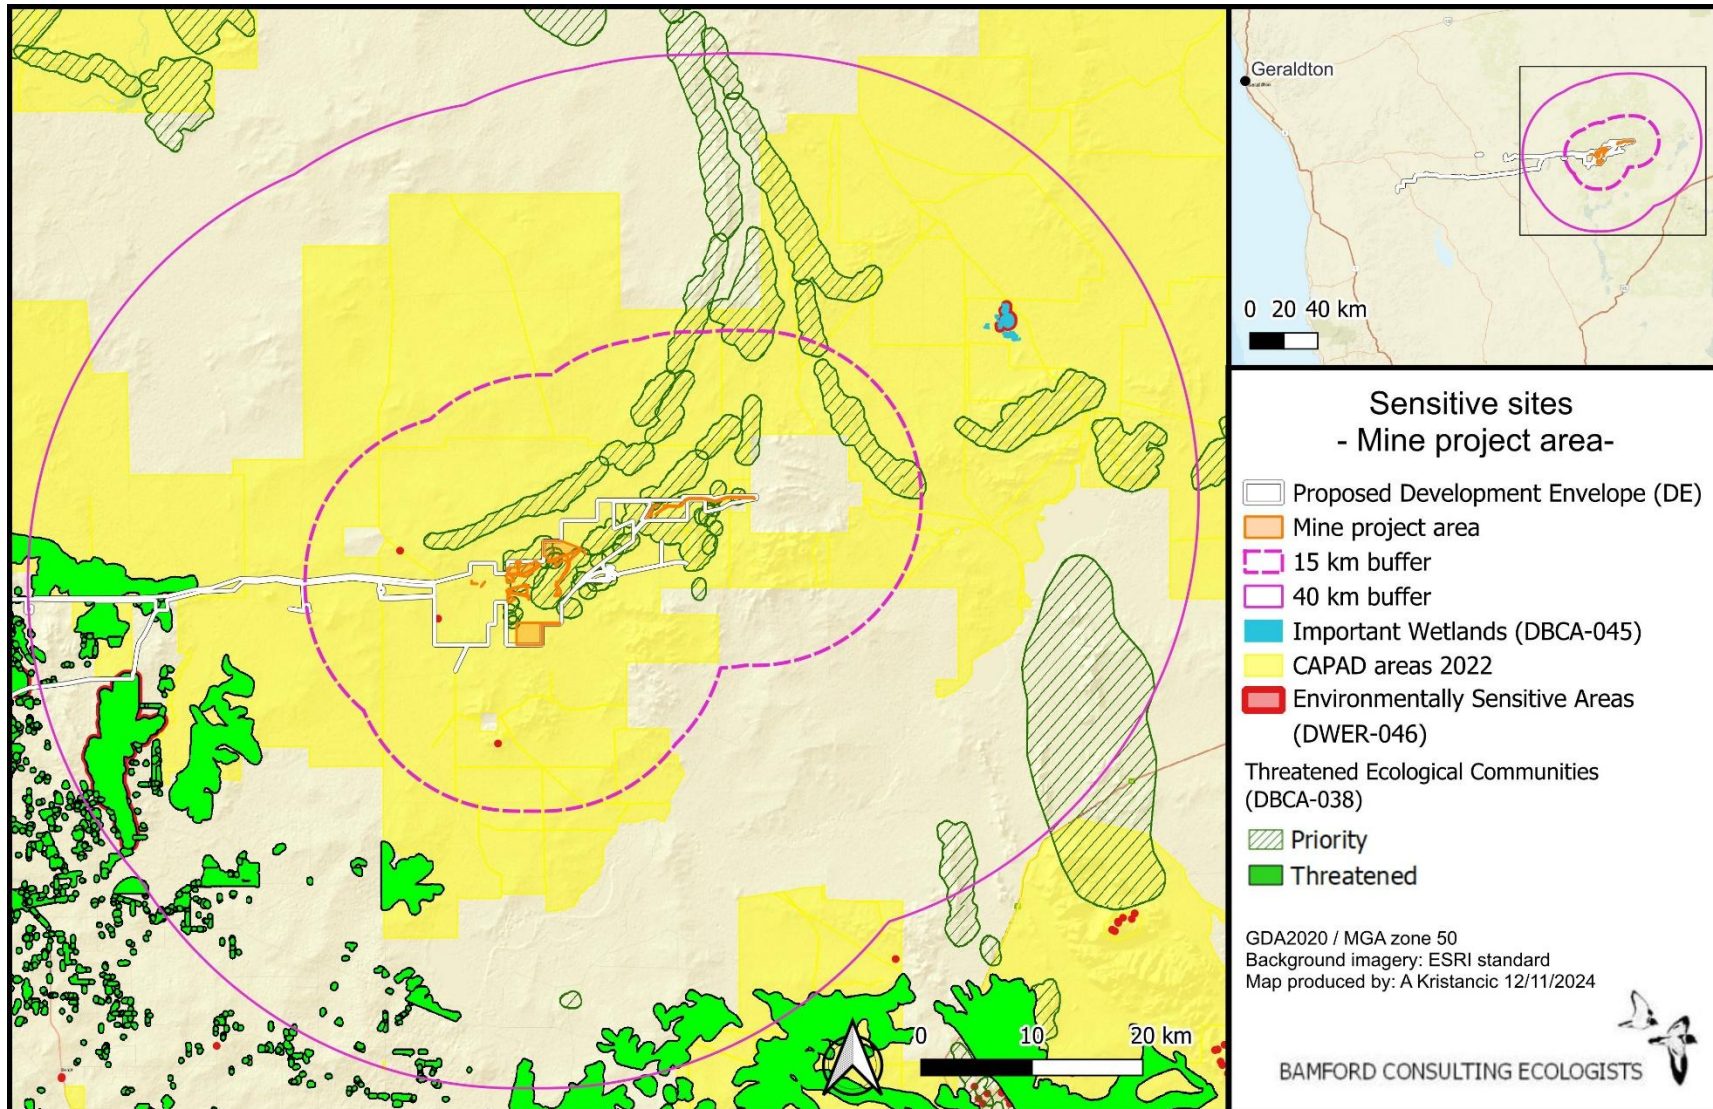 Geraldton
0 20 40 km
Sensitive sites
- Mine project area-
Proposed Development Envelope (DE)
Mine project area
15 km buffer
40 km buffer
Important Wetlands (DBCA-045)
CAPAD areas 2022
Environmentally Sensitive Areas
(DWER-046)
Threatened Ecological Communities
(DBCA-038)
Priority
Threatened
GDA2020 / MGA zone 50
Background imagery: ESRI standard
Map produced by: A Kristancic 12/11/2024
BAMFORD CONSULTING ECOLOGISTS
0 10 20 km